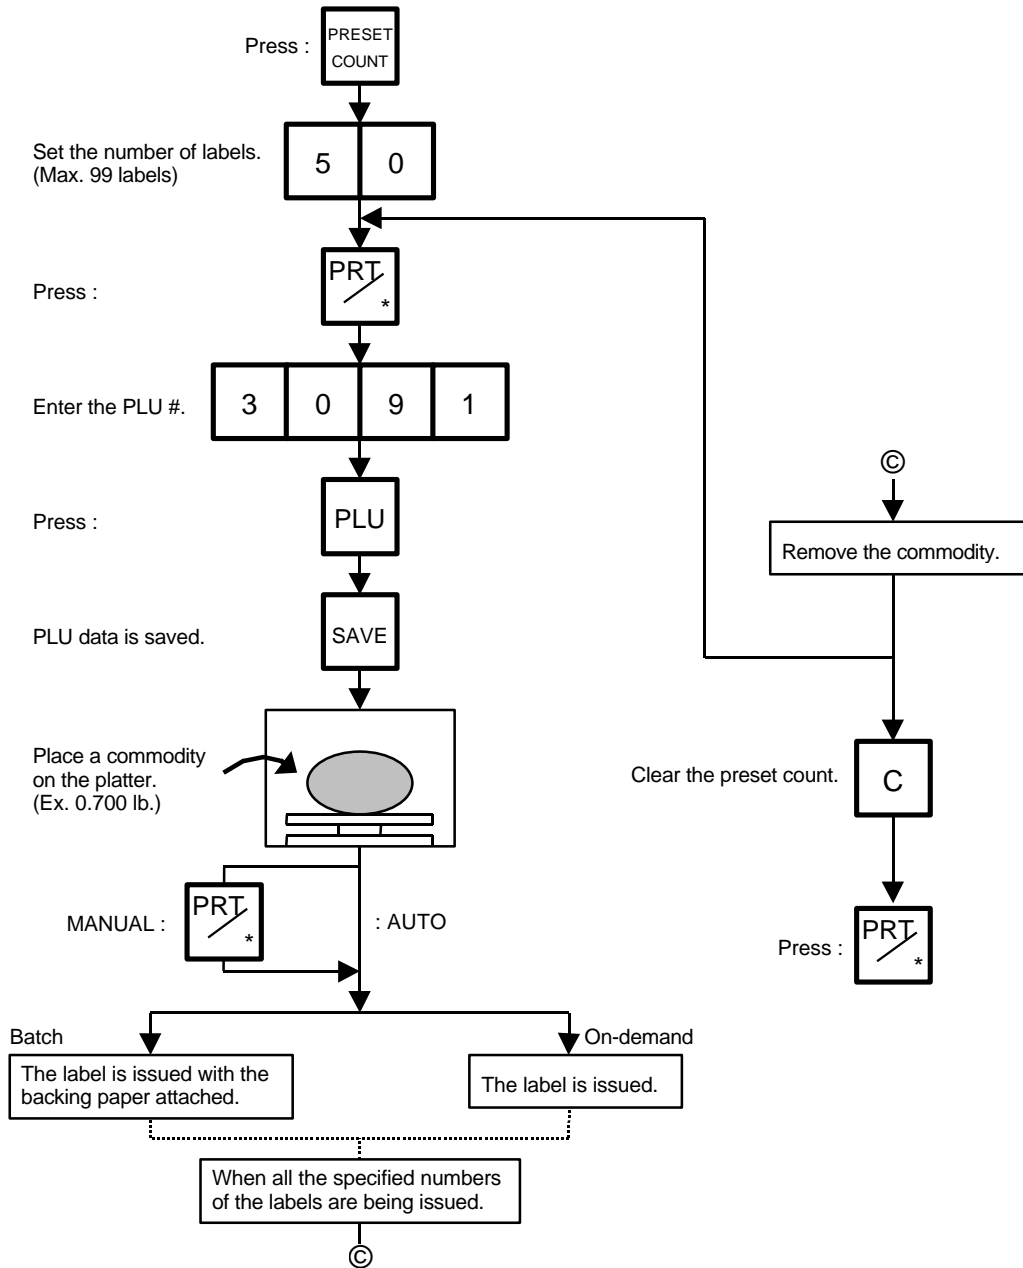 Press :
PRESET
COUNT
Set the number of labels.
(Max. 99 labels)
5 0
Press :
PRT
*
Enter the PLU #.
3 0 9 1
Press :
PLU
PLU data is saved.
SAVE
Place a commodity
on the platter.
(Ex. 0.700 lb.)
MANUAL :
PRT
*
: AUTO
Batch
The label is issued with the
backing paper attached.
On-demand
The label is issued.
When all the specified numbers
of the labels are being issued.
©
©
Remove the commodity.
Clear the preset count.
C
Press :
PRT
*